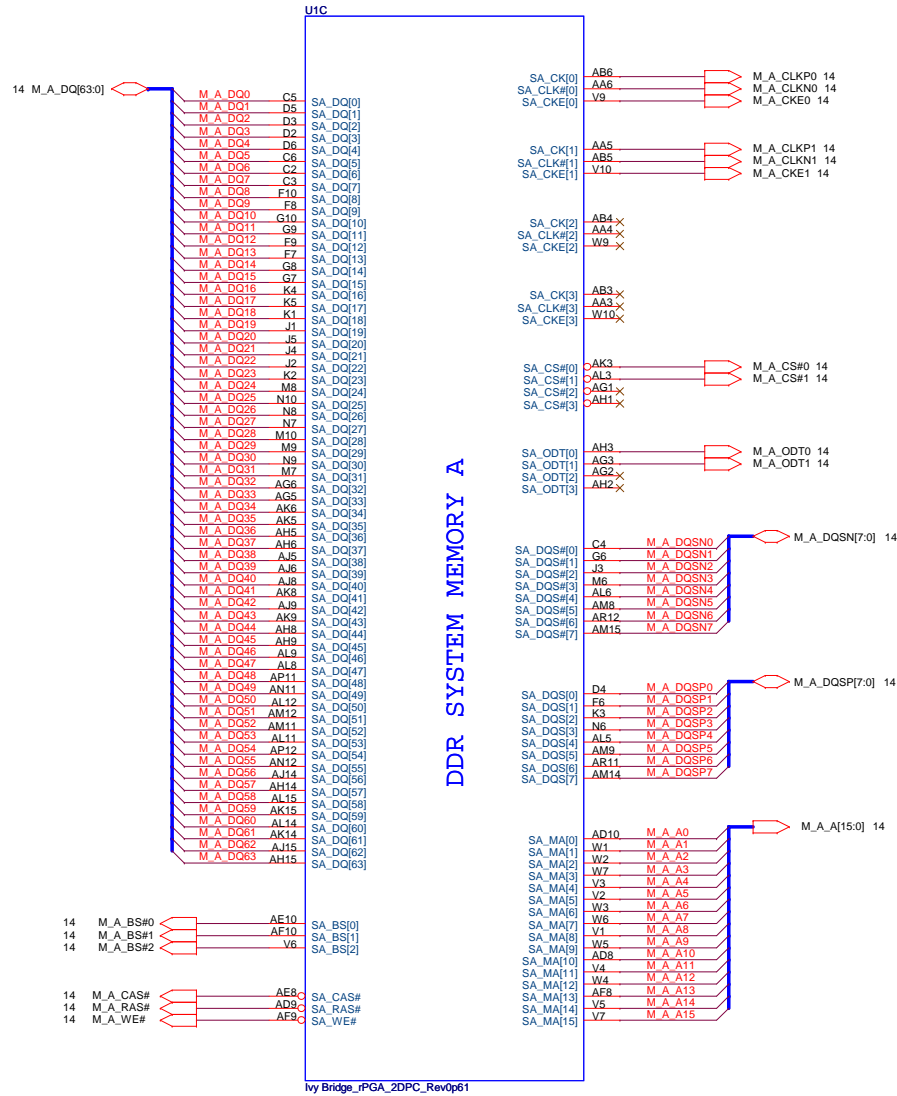 U1C
14 M_A_DQ[63:0]
M_A_DQ0 C5 SA_DQ[0]
M_A_DQ1 D5 SA_DQ[1]
M_A_DQ2 D3 SA_DQ[2]
M_A_DQ3 D2 SA_DQ[3]
M_A_DQ4 D6 SA_DQ[4]
M_A_DQ5 C6 SA_DQ[5]
M_A_DQ6 C2 SA_DQ[6]
M_A_DQ7 C3 SA_DQ[7]
M_A_DQ8 F10 SA_DQ[8]
M_A_DQ9 F8 SA_DQ[9]
M_A_DQ10 G10 SA_DQ[10]
M_A_DQ11 G9 SA_DQ[11]
M_A_DQ12 F9 SA_DQ[12]
M_A_DQ13 F7 SA_DQ[13]
M_A_DQ14 G8 SA_DQ[14]
M_A_DQ15 G7 SA_DQ[15]
M_A_DQ16 K4 SA_DQ[16]
M_A_DQ17 K5 SA_DQ[17]
M_A_DQ18 K1 SA_DQ[18]
M_A_DQ19 J1 SA_DQ[19]
M_A_DQ20 J5 SA_DQ[20]
M_A_DQ21 J4 SA_DQ[21]
M_A_DQ22 J2 SA_DQ[22]
M_A_DQ23 K2 SA_DQ[23]
M_A_DQ24 M8 SA_DQ[24]
M_A_DQ25 N10 SA_DQ[25]
M_A_DQ26 N8 SA_DQ[26]
M_A_DQ27 N7 SA_DQ[27]
M_A_DQ28 M10 SA_DQ[28]
M_A_DQ29 M9 SA_DQ[29]
M_A_DQ30 N9 SA_DQ[30]
M_A_DQ31 M7 SA_DQ[31]
M_A_DQ32 AG6 SA_DQ[32]
M_A_DQ33 AG5 SA_DQ[33]
M_A_DQ34 AK6 SA_DQ[34]
M_A_DQ35 AK5 SA_DQ[35]
M_A_DQ36 AH5 SA_DQ[36]
M_A_DQ37 AH6 SA_DQ[37]
M_A_DQ38 AJ5 SA_DQ[38]
M_A_DQ39 AJ6 SA_DQ[39]
M_A_DQ40 AJ8 SA_DQ[40]
M_A_DQ41 AK8 SA_DQ[41]
M_A_DQ42 AJ9 SA_DQ[42]
M_A_DQ43 AK9 SA_DQ[43]
M_A_DQ44 AH8 SA_DQ[44]
M_A_DQ45 AH9 SA_DQ[45]
M_A_DQ46 AL9 SA_DQ[46]
M_A_DQ47 AL8 SA_DQ[47]
M_A_DQ48 AP11 SA_DQ[48]
M_A_DQ49 AN11 SA_DQ[49]
M_A_DQ50 AL12 SA_DQ[50]
M_A_DQ51 AM12 SA_DQ[51]
M_A_DQ52 AM11 SA_DQ[52]
M_A_DQ53 AL11 SA_DQ[53]
M_A_DQ54 AP12 SA_DQ[54]
M_A_DQ55 AN12 SA_DQ[55]
M_A_DQ56 AJ14 SA_DQ[56]
M_A_DQ57 AH14 SA_DQ[57]
M_A_DQ58 AL15 SA_DQ[58]
M_A_DQ59 AK15 SA_DQ[59]
M_A_DQ60 AL14 SA_DQ[60]
M_A_DQ61 AK14 SA_DQ[61]
M_A_DQ62 AJ15 SA_DQ[62]
M_A_DQ63 AH15 SA_DQ[63]
14 M_A_BS#0 AE10 SA_BS[0]
14 M_A_BS#1 AF10 SA_BS[1]
14 M_A_BS#2 V6 SA_BS[2]
14 M_A_CAS# AE8 SA_CAS#
14 M_A_RAS# AD9 SA_RAS#
14 M_A_WE# AF9 SA_WE#
DDR SYSTEM MEMORY A
SA_CK[0] AB6 M_A_CLKP0 14
SA_CLK#[0] AA6 M_A_CLKN0 14
SA_CKE[0] V9 M_A_CKE0 14
SA_CK[1] AA5 M_A_CLKP1 14
SA_CLK#[1] AB5 M_A_CLKN1 14
SA_CKE[1] V10 M_A_CKE1 14
SA_CK[2] AB4
SA_CLK#[2] AA4
SA_CKE[2] W9
SA_CK[3] AB3
SA_CLK#[3] AA3
SA_CKE[3] W10
SA_CS#[0] AK3 M_A_CS#0 14
SA_CS#[1] AL3 M_A_CS#1 14
SA_CS#[2] AG1
SA_CS#[3] AH1
SA_ODT[0] AH3 M_A_ODT0 14
SA_ODT[1] AG3 M_A_ODT1 14
SA_ODT[2] AG2
SA_ODT[3] AH2
M_A_DQSN[7:0] 14
SA_DQS#[0] C4 M_A_DQSN0
SA_DQS#[1] G6 M_A_DQSN1
SA_DQS#[2] J3 M_A_DQSN2
SA_DQS#[3] M6 M_A_DQSN3
SA_DQS#[4] AL6 M_A_DQSN4
SA_DQS#[5] AM8 M_A_DQSN5
SA_DQS#[6] AR12 M_A_DQSN6
SA_DQS#[7] AM15 M_A_DQSN7
M_A_DQSP[7:0] 14
SA_DQS[0] D4 M_A_DQSP0
SA_DQS[1] F6 M_A_DQSP1
SA_DQS[2] K3 M_A_DQSP2
SA_DQS[3] N6 M_A_DQSP3
SA_DQS[4] AL5 M_A_DQSP4
SA_DQS[5] AM9 M_A_DQSP5
SA_DQS[6] AR11 M_A_DQSP6
SA_DQS[7] AM14 M_A_DQSP7
M_A_A[15:0] 14
SA_MA[0] AD10 M_A_A0
SA_MA[1] W1 M_A_A1
SA_MA[2] W2 M_A_A2
SA_MA[3] W7 M_A_A3
SA_MA[4] V3 M_A_A4
SA_MA[5] V2 M_A_A5
SA_MA[6] W3 M_A_A6
SA_MA[7] W6 M_A_A7
SA_MA[8] V1 M_A_A8
SA_MA[9] W5 M_A_A9
SA_MA[10] AD8 M_A_A10
SA_MA[11] V4 M_A_A11
SA_MA[12] W4 M_A_A12
SA_MA[13] AF8 M_A_A13
SA_MA[14] V5 M_A_A14
SA_MA[15] V7 M_A_A15
Ivy Bridge_rPGA_2DPC_Rev0p61